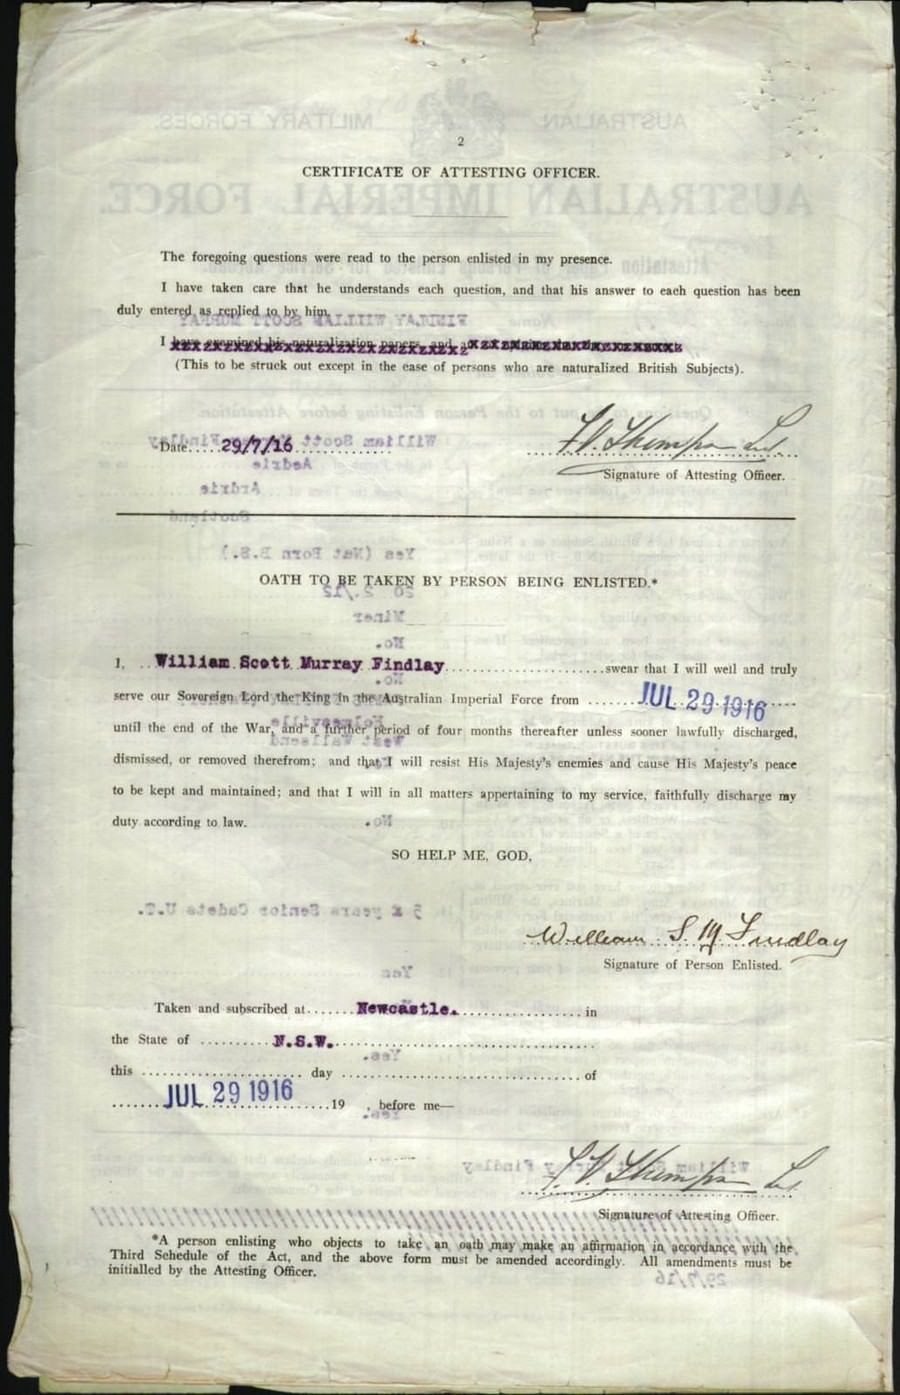 2
CERTIFICATE OF ATTESTING OFFICER.
The foregoing questions were read to the person enlisted in my presence.
I have taken care that he understands each question, and that his answer to each question has been
duly entered as replied to by him.
I have examined his naturalization papers and
(This to be struck out except in the case of persons who are naturalized British Subjects).
Date 29/7/16
Signature of Attesting Officer.
OATH TO BE TAKEN BY PERSON BEING ENLISTED.*
I, William Scott Murray Findlay swear that I will well and truly
serve our Sovereign Lord the King in the Australian Imperial Force from JUL 29 1916
until the end of the War, and a further period of four months thereafter unless sooner lawfully discharged,
dismissed, or removed therefrom; and that I will resist His Majesty's enemies and cause His Majesty's peace
to be kept and maintained; and that I will in all matters appertaining to my service, faithfully discharge my
duty according to law.
SO HELP ME, GOD.
William S. M Findlay
Signature of Person Enlisted.
Taken and subscribed at Newcastle. in
the State of N.S.W.
this day of
JUL 29 1916 19 , before me—
Signature of Attesting Officer.
*A person enlisting who objects to take an oath may make an affirmation in accordance with the
Third Schedule of the Act, and the above form must be amended accordingly. All amendments must be
initialled by the Attesting Officer.